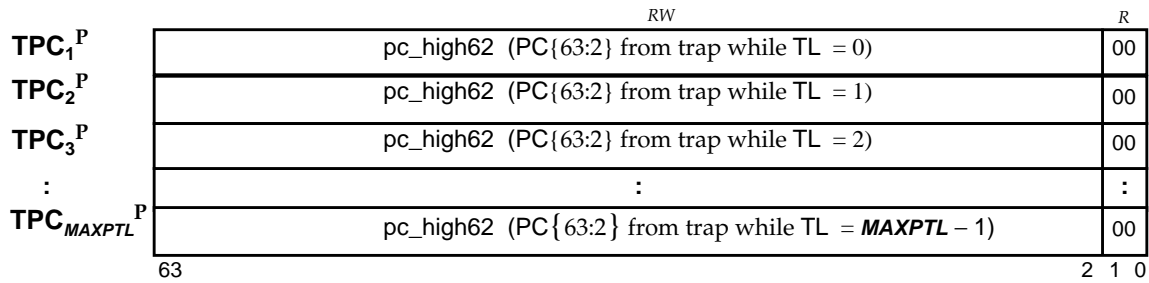 RW R
TPC1P pc_high62 (PC{63:2} from trap while TL = 0) 00
TPC2P pc_high62 (PC{63:2} from trap while TL = 1) 00
TPC3P pc_high62 (PC{63:2} from trap while TL = 2) 00
: : :
TPCMAXPTLP pc_high62 (PC{63:2} from trap while TL = MAXPTL – 1) 00
63 2 1 0